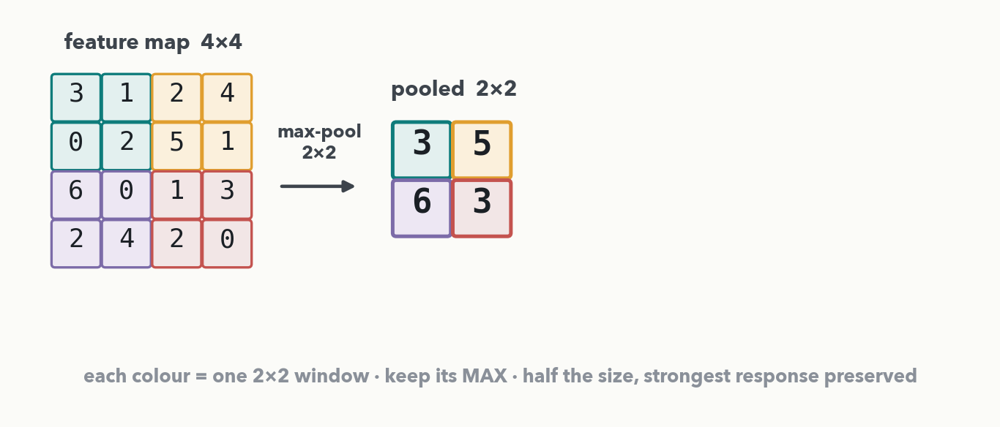 feature map 4×4
3 1 2 4
0 2 5 1
6 0 1 3
2 4 2 0
max-pool
2×2
pooled 2×2
3 5
6 3
each colour = one 2×2 window · keep its MAX · half the size, strongest response preserved